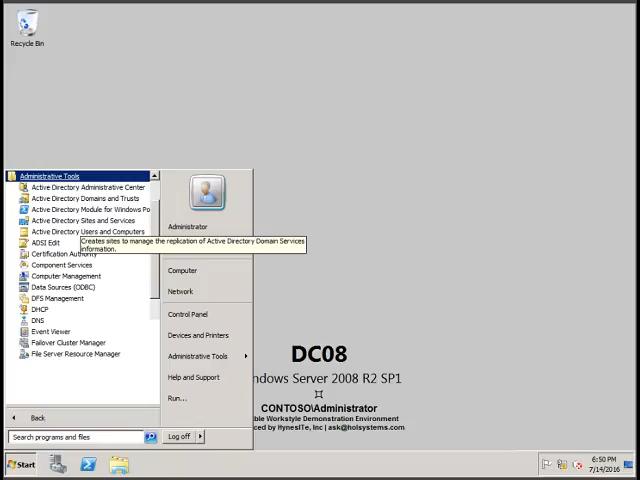 Recycle Bin
Administrative Tools
Active Directory Administrative Center
Active Directory Domains and Trusts
Active Directory Module for Windows Po
Active Directory Sites and Services
Active Directory Users and Computers
ADSI Edit
Creates sites to manage the replication of Active Directory Domain Services
information.
Certification Authority
Component Services
Computer Management
Data Sources (ODBC)
DFS Management
DHCP
DNS
Event Viewer
Failover Cluster Manager
File Server Resource Manager
Back
Search programs and files
Administrator
Computer
Network
Control Panel
Devices and Printers
Administrative Tools
Help and Support
Run...
Log off
DC08
ndows Server 2008 R2 SP1
CONTOSO\Administrator
ible Workstyle Demonstration Environment
ced by HynesITe, Inc | ask@holsystems.com
Start
6:50 PM
7/14/2016